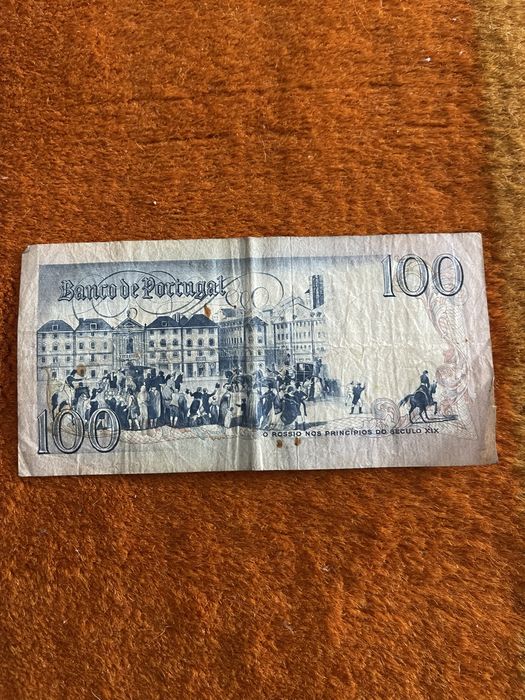 Banco de Portugal
100
100
O ROSSIO NOS PRINCÍPIOS DO SÉCULO XIX